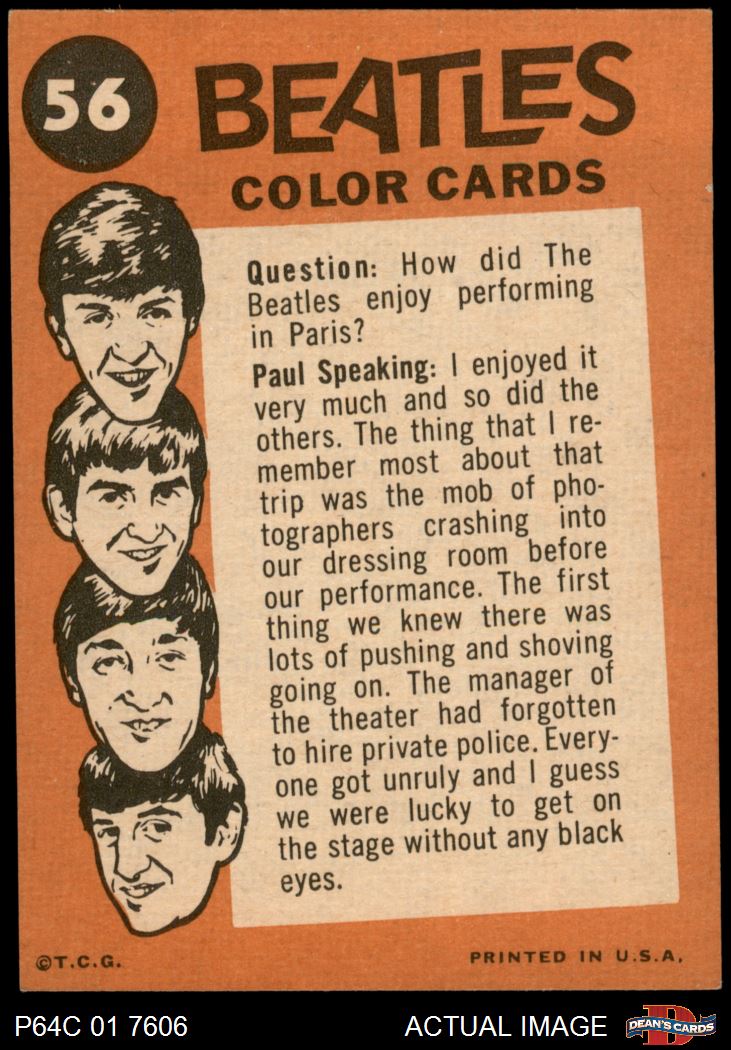 56
BEATLES
COLOR CARDS
Question: How did The
Beatles enjoy performing
in Paris?
Paul Speaking: I enjoyed it
very much and so did the
others. The thing that I re-
member most about that
trip was the mob of pho-
tographers crashing into
our dressing room before
our performance. The first
thing we knew there was
lots of pushing and shoving
going on. The manager of
the theater had forgotten
to hire private police. Every-
one got unruly and I guess
we were lucky to get on
the stage without any black
eyes.
©T.C.G.
PRINTED IN U.S.A.
P64C 01 7606
ACTUAL IMAGE
D
DEAN'S CARDS